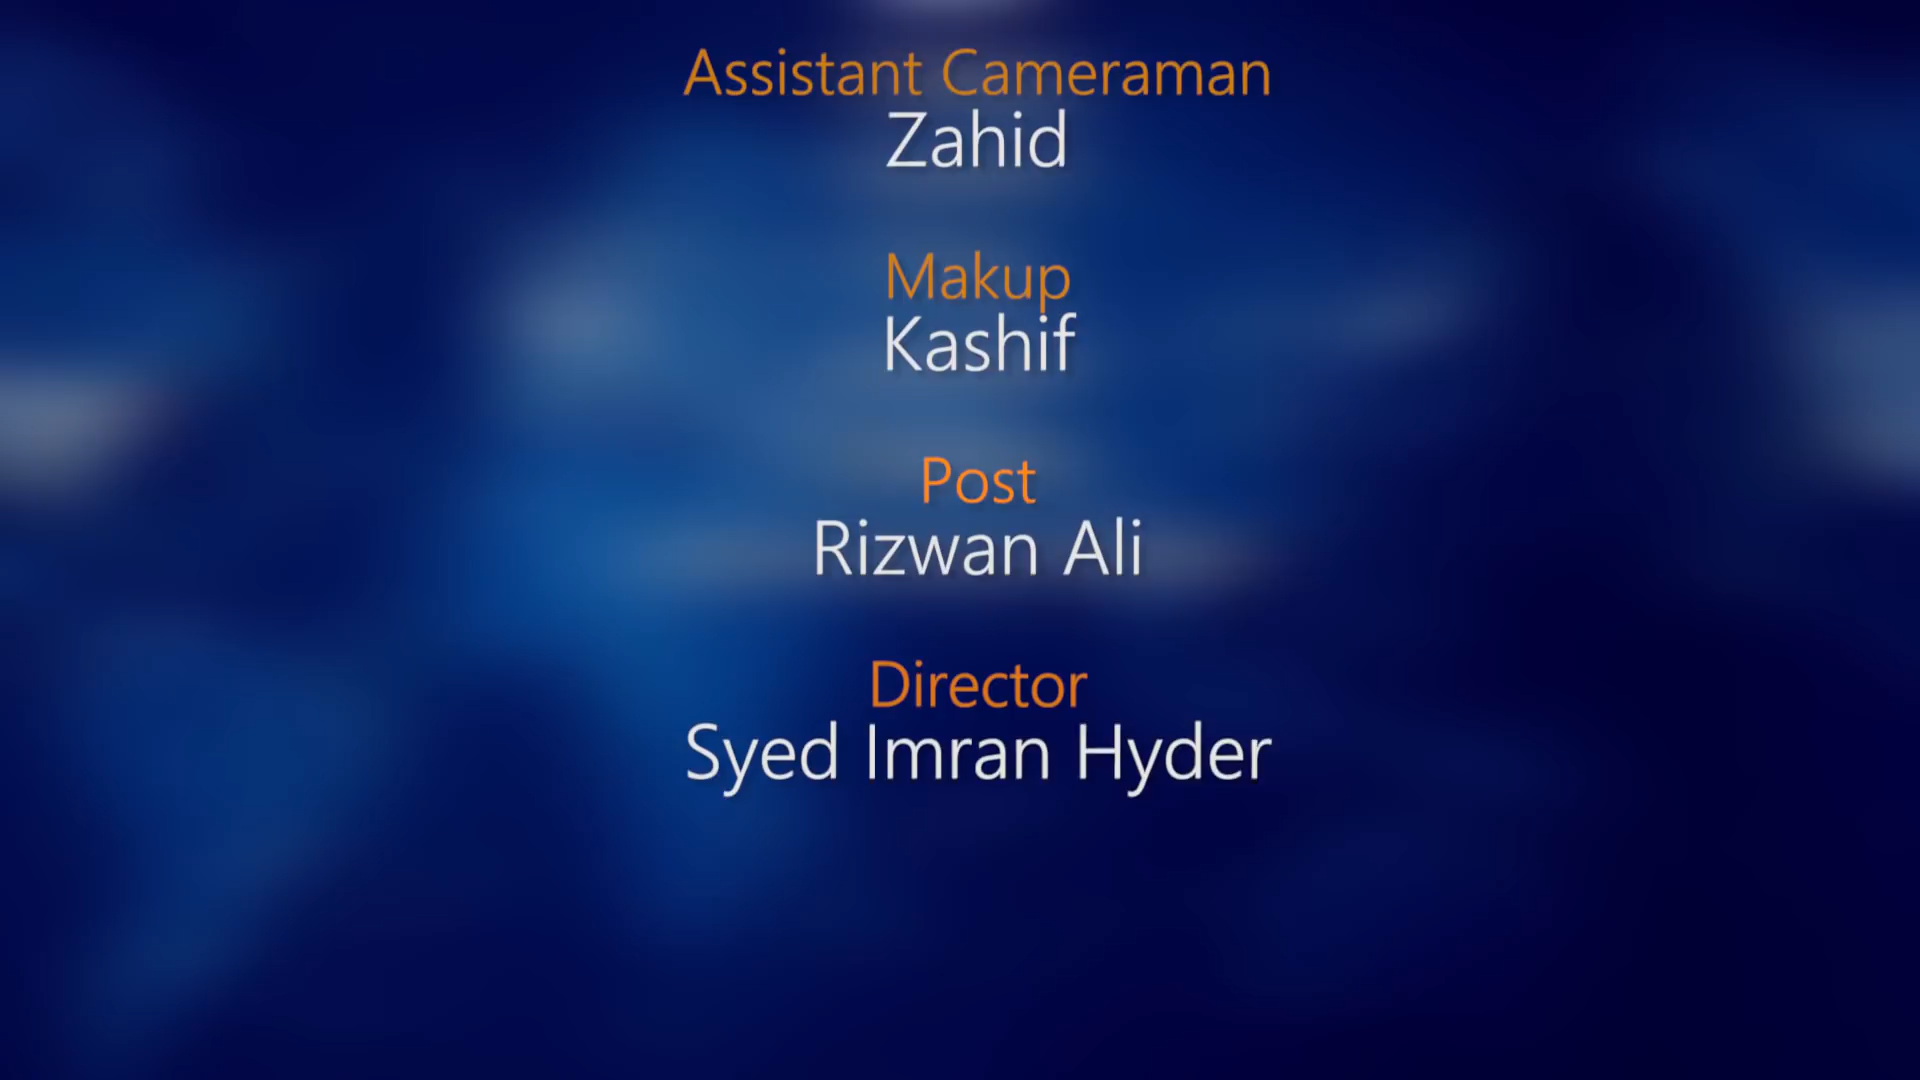 Assistant Cameraman
Zahid
Makup
Kashif
Post
Rizwan Ali
Director
Syed Imran Hyder